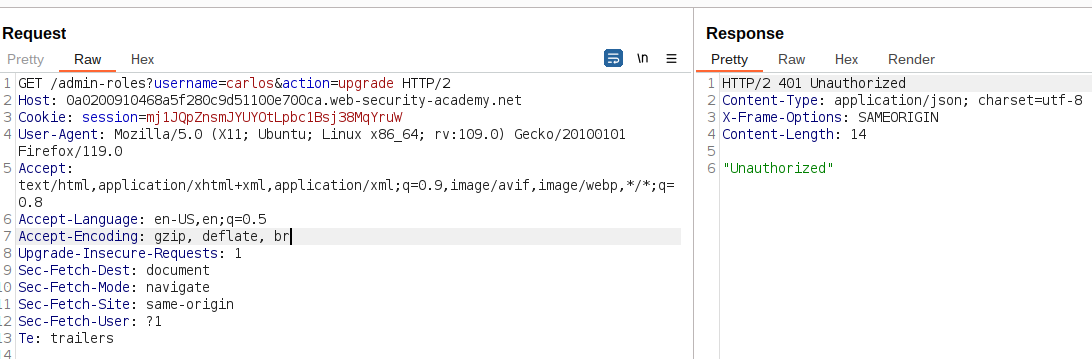 Request
Pretty Raw Hex
\n
1 GET /admin-roles?username=carlos&action=upgrade HTTP/2
2 Host: 0a0200910468a5f280c9d51100e700ca.web-security-academy.net
3 Cookie: session=mj1JQpZnsmJYUYOtLpbc1Bsj38MqYruW
4 User-Agent: Mozilla/5.0 (X11; Ubuntu; Linux x86_64; rv:109.0) Gecko/20100101
Firefox/119.0
5 Accept:
text/html,application/xhtml+xml,application/xml;q=0.9,image/avif,image/webp,*/*;q=
0.8
6 Accept-Language: en-US,en;q=0.5
7 Accept-Encoding: gzip, deflate, br
8 Upgrade-Insecure-Requests: 1
9 Sec-Fetch-Dest: document
10 Sec-Fetch-Mode: navigate
11 Sec-Fetch-Site: same-origin
12 Sec-Fetch-User: ?1
13 Te: trailers
14
Response
Pretty Raw Hex Render
1 HTTP/2 401 Unauthorized
2 Content-Type: application/json; charset=utf-8
3 X-Frame-Options: SAMEORIGIN
4 Content-Length: 14
5
6 "Unauthorized"